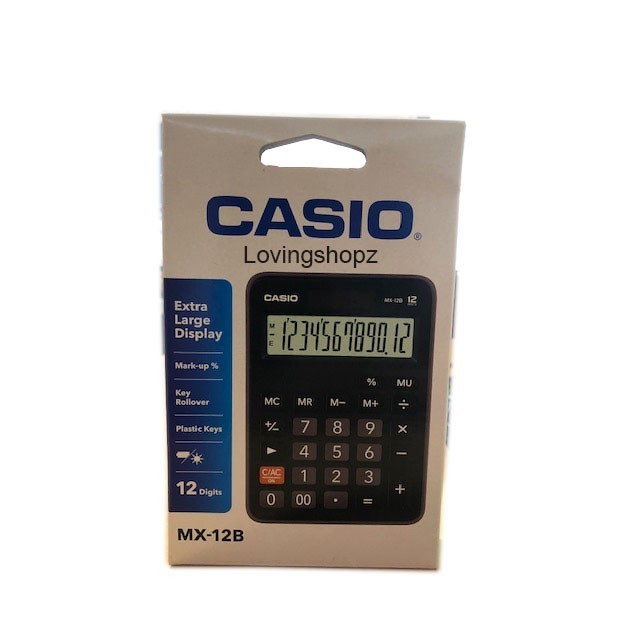 CASIO®
Lovingshopz
Extra
Large
Display
Mark-up %
Key
Rollover
Plastic Keys
12 Digits
CASIO
MX-12B 12
1234567890.12
% MU
MC MR M− M+ ÷
+/− 7 8 9 ×
► 4 5 6 −
C/AC
ON
1 2 3
0 00 · = +
MX-12B